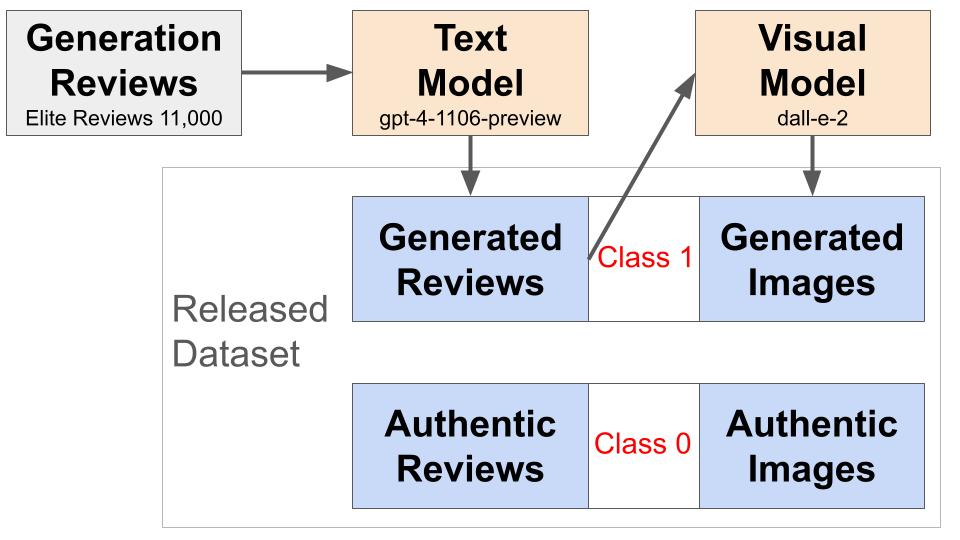 Generation
Reviews
Elite Reviews 11,000
Text
Model
gpt-4-1106-preview
Visual
Model
dall-e-2
Generated
Reviews
Class 1
Generated
Images
Released
Dataset
Authentic
Reviews
Class 0
Authentic
Images